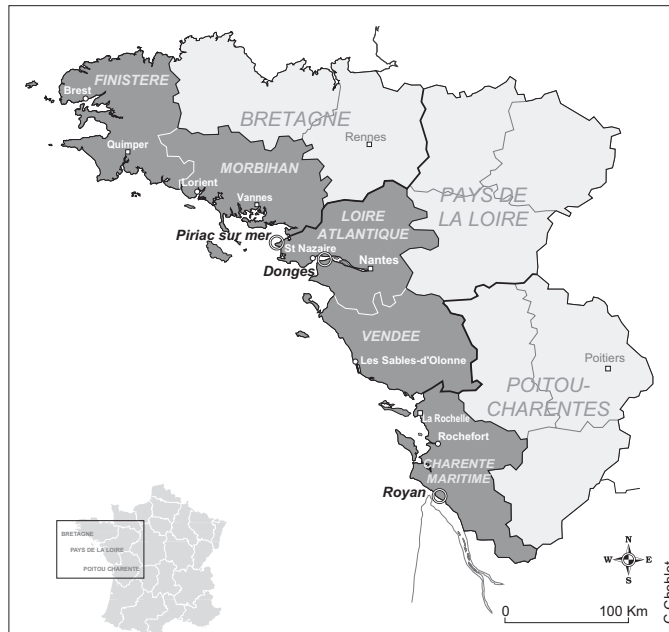 FINISTERE
Brest
BRETAGNE
Rennes
Quimper
MORBIHAN
Lorient
Vannes
PAYS DE
LA LOIRE
LOIRE
ATLANTIQUE
Piriac sur mer
St Nazaire
Donges
Nantes
VENDEE
Les Sables-d'Olonne
Poitiers
POITOU-
CHARENTES
La Rochelle
Rochefort
CHARENTE
MARITIME
Royan
BRETAGNE
PAYS DE LA LOIRE
POITOU CHARENTE
N
W E
S
0 100 Km